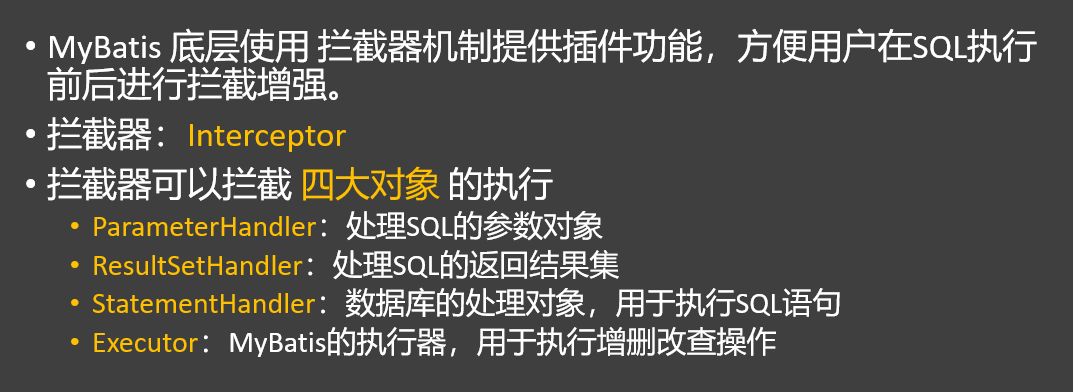 • MyBatis 底层使用 拦截器机制提供插件功能，方便用户在SQL执行
前后进行拦截增强。
• 拦截器：Interceptor
• 拦截器可以拦截 四大对象 的执行
• ParameterHandler：处理SQL的参数对象
• ResultSetHandler：处理SQL的返回结果集
• StatementHandler：数据库的处理对象，用于执行SQL语句
• Executor：MyBatis的执行器，用于执行增删改查操作